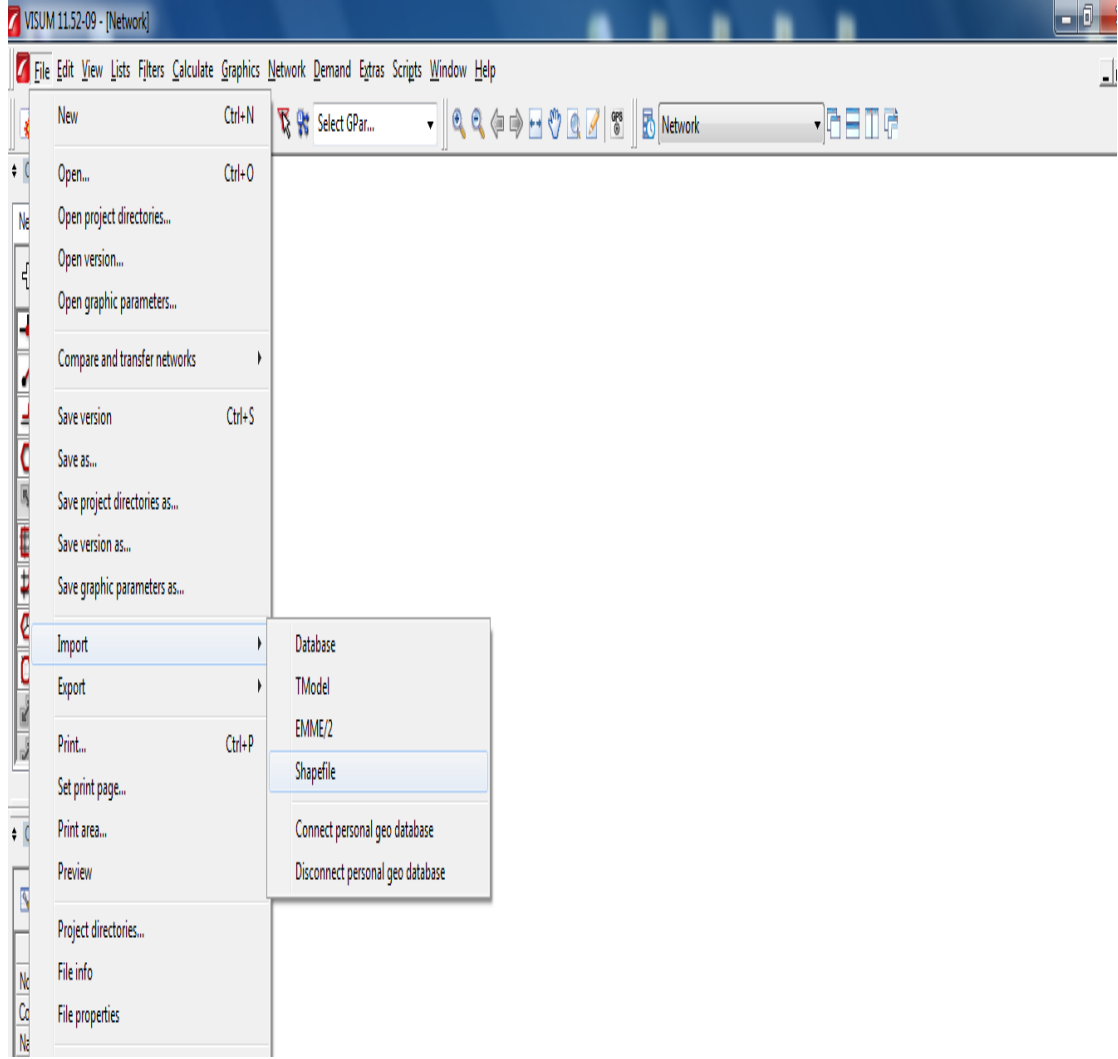 VISUM 11.52-09 - [Network]
File Edit View Lists Filters Calculate Graphics Network Demand Extras Scripts Window Help
Select GPar... GPS Network
New Ctrl+N
Open... Ctrl+O
Open project directories...
Open version...
Open graphic parameters...
Compare and transfer networks
Save version Ctrl+S
Save as...
Save project directories as...
Save version as...
Save graphic parameters as...
Import
Export
Print... Ctrl+P
Set print page...
Print area...
Preview
Project directories...
File info
File properties
Database
TModel
EMME/2
Shapefile
Connect personal geo database
Disconnect personal geo database